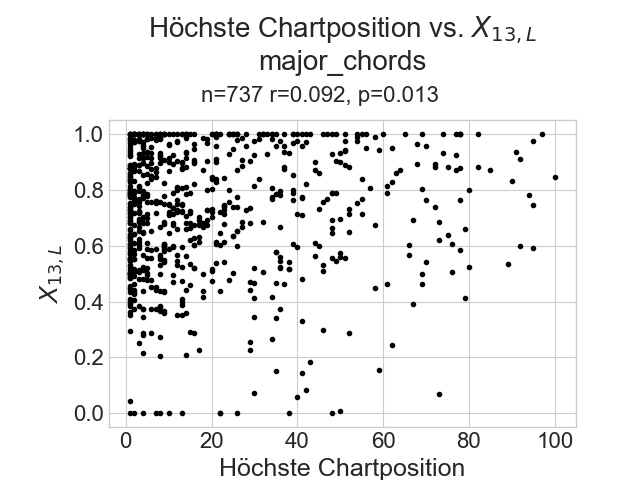 Höchste Chartposition vs. X13, L
major_chords
n=737 r=0.092, p=0.013
1.0
0.8
0.6
0.4
0.2
0.0
X13, L
0 20 40 60 80 100
Höchste Chartposition